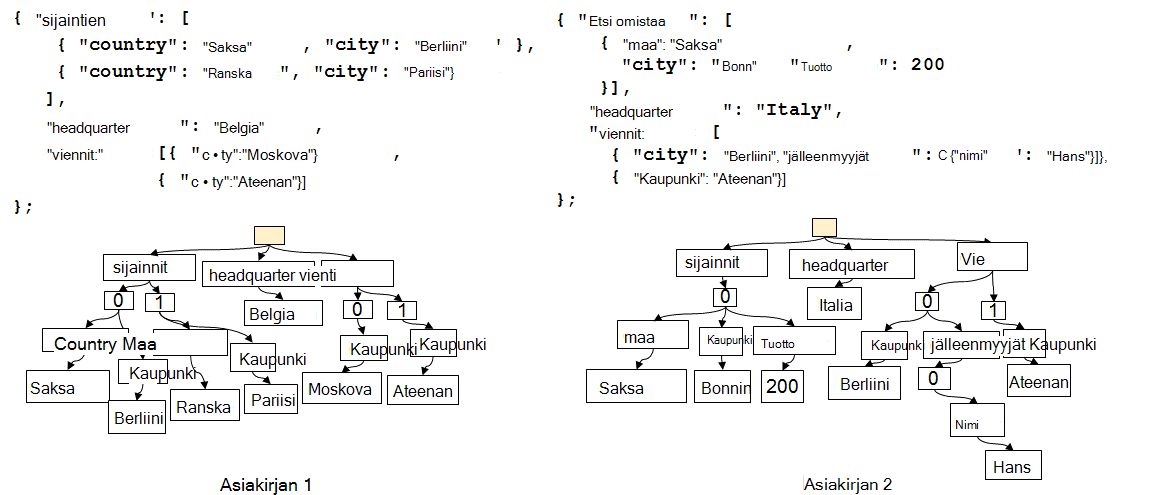 { "sijaintien ': [
{ "country": "Saksa" , "city": "Berliini" ' },
{ "country": "Ranska ", "city": "Pariisi"}
],
"headquarter ": "Belgia" ,
"viennit:" [{ "c•ty":"Moskova"} ,
{ "c•ty":"Ateenan"}]
};
{ "Etsi omistaa ": [
{ "maa": "Saksa" ,
"city": "Bonn" "Tuotto ": 200
}],
"headquarter ": "Italy",
"viennit: [
{ "city": "Berliini", "jälleenmyyjät ": C {"nimi" ': "Hans"}]},
{ "Kaupunki": "Ateenan"}]
};
sijainnit
headquarter vienti
0 1
Belgia
0 1
Country Maa
Kaupunki
Kaupunki
Kaupunki
Kaupunki
Saksa
Berliini
Ranska
Pariisi
Moskova
Ateenan
Asiakirjan 1
sijainnit
headquarter
Vie
0
Italia
0
1
maa
Kaupunki
Tuotto
Kaupunki
jälleenmyyjät Kaupunki
Saksa
Bonnin
200
Berliini
0
Ateenan
Nimi
Hans
Asiakirjan 2